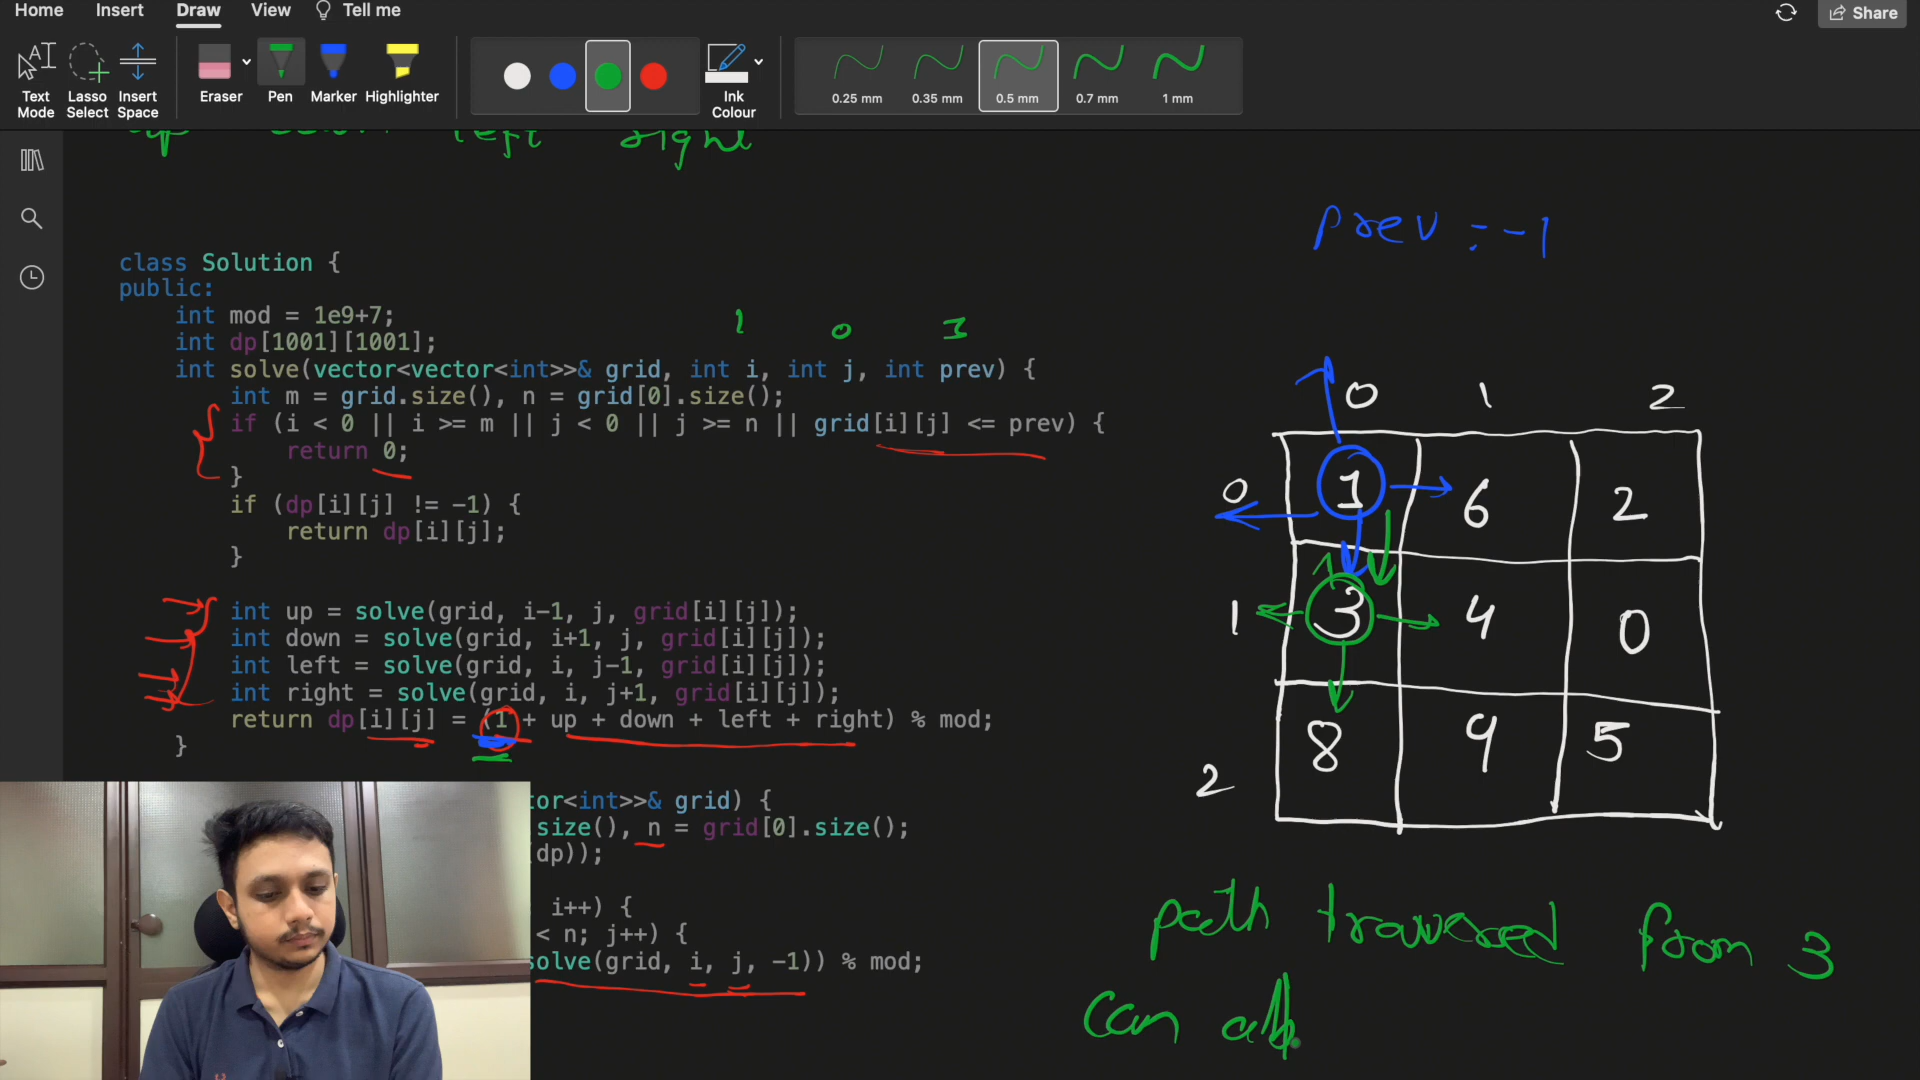 Home Insert Draw View Tell me Share
Text Mode Lasso Select Insert Space Eraser Pen Marker Highlighter Ink Colour 0.25 mm 0.35 mm 0.5 mm 0.7 mm 1 mm
left right
prev = -1
class Solution {
public:
int mod = 1e9+7;
1 0 3
int dp[1001][1001];
int solve(vector<vector<int>>& grid, int i, int j, int prev) {
int m = grid.size(), n = grid[0].size();
if (i < 0 || i >= m || j < 0 || j >= n || grid[i][j] <= prev) {
return 0;
}
if (dp[i][j] != -1) {
return dp[i][j];
}
int up = solve(grid, i-1, j, grid[i][j]);
int down = solve(grid, i+1, j, grid[i][j]);
int left = solve(grid, i, j-1, grid[i][j]);
int right = solve(grid, i, j+1, grid[i][j]);
return dp[i][j] = (1 + up + down + left + right) % mod;
}
tor<int>>& grid) {
size(), n = grid[0].size();
(dp));
i++) {
< n; j++) {
solve(grid, i, j, -1)) % mod;
0 1 2
0 1 6 2
1 3 4 0
2 8 9 5
path traversed from 3
can